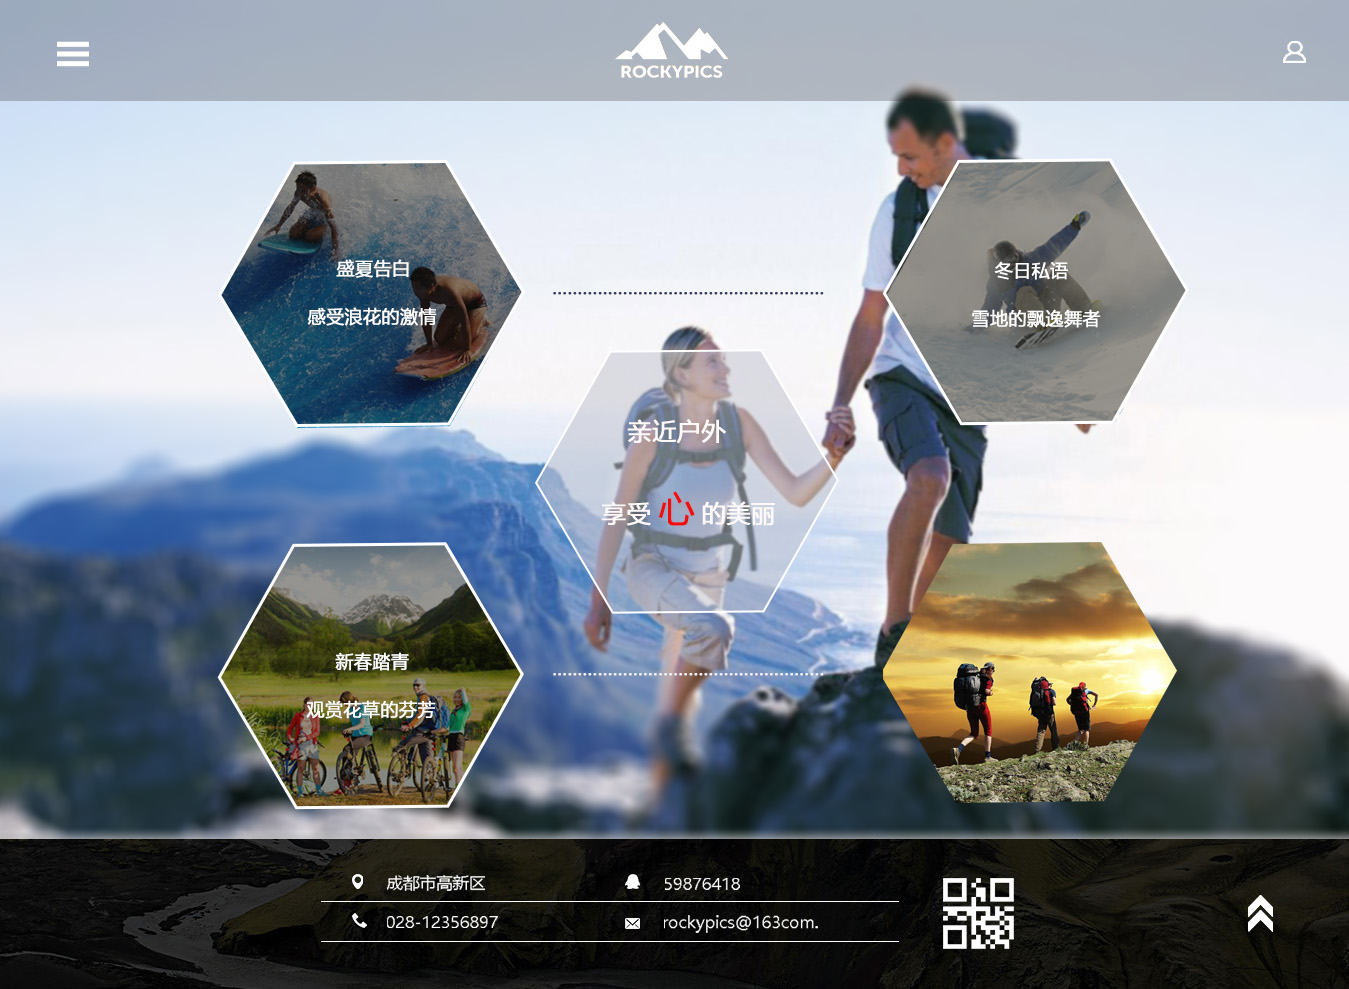 ROCKYPICS
盛夏告白
感受浪花的激情
冬日私语
雪地的飘逸舞者
亲近户外
享受 心 的美丽
新春踏青
观赏花草的芬芳
成都市高新区
59876418
028-12356897
rockypics@163com.